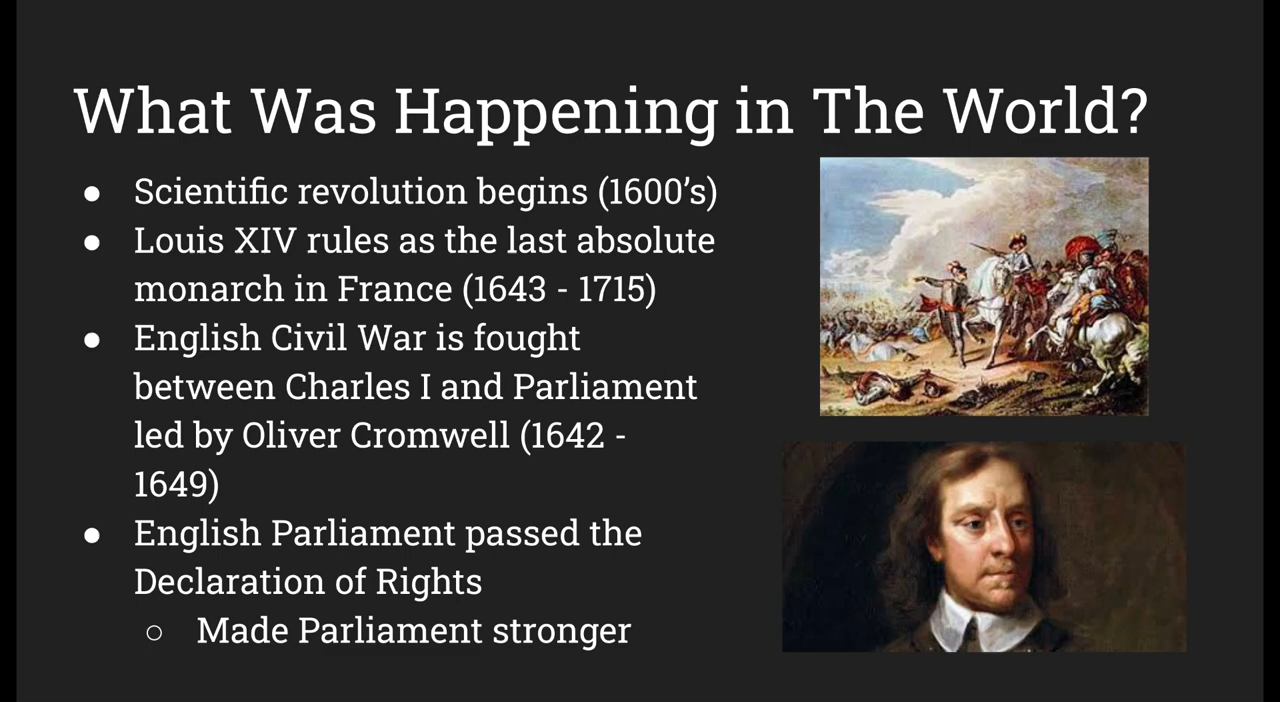 What Was Happening in The World?
● Scientific revolution begins (1600’s)
● Louis XIV rules as the last absolute
monarch in France (1643 - 1715)
● English Civil War is fought
between Charles I and Parliament
led by Oliver Cromwell (1642 -
1649)
● English Parliament passed the
Declaration of Rights
○ Made Parliament stronger